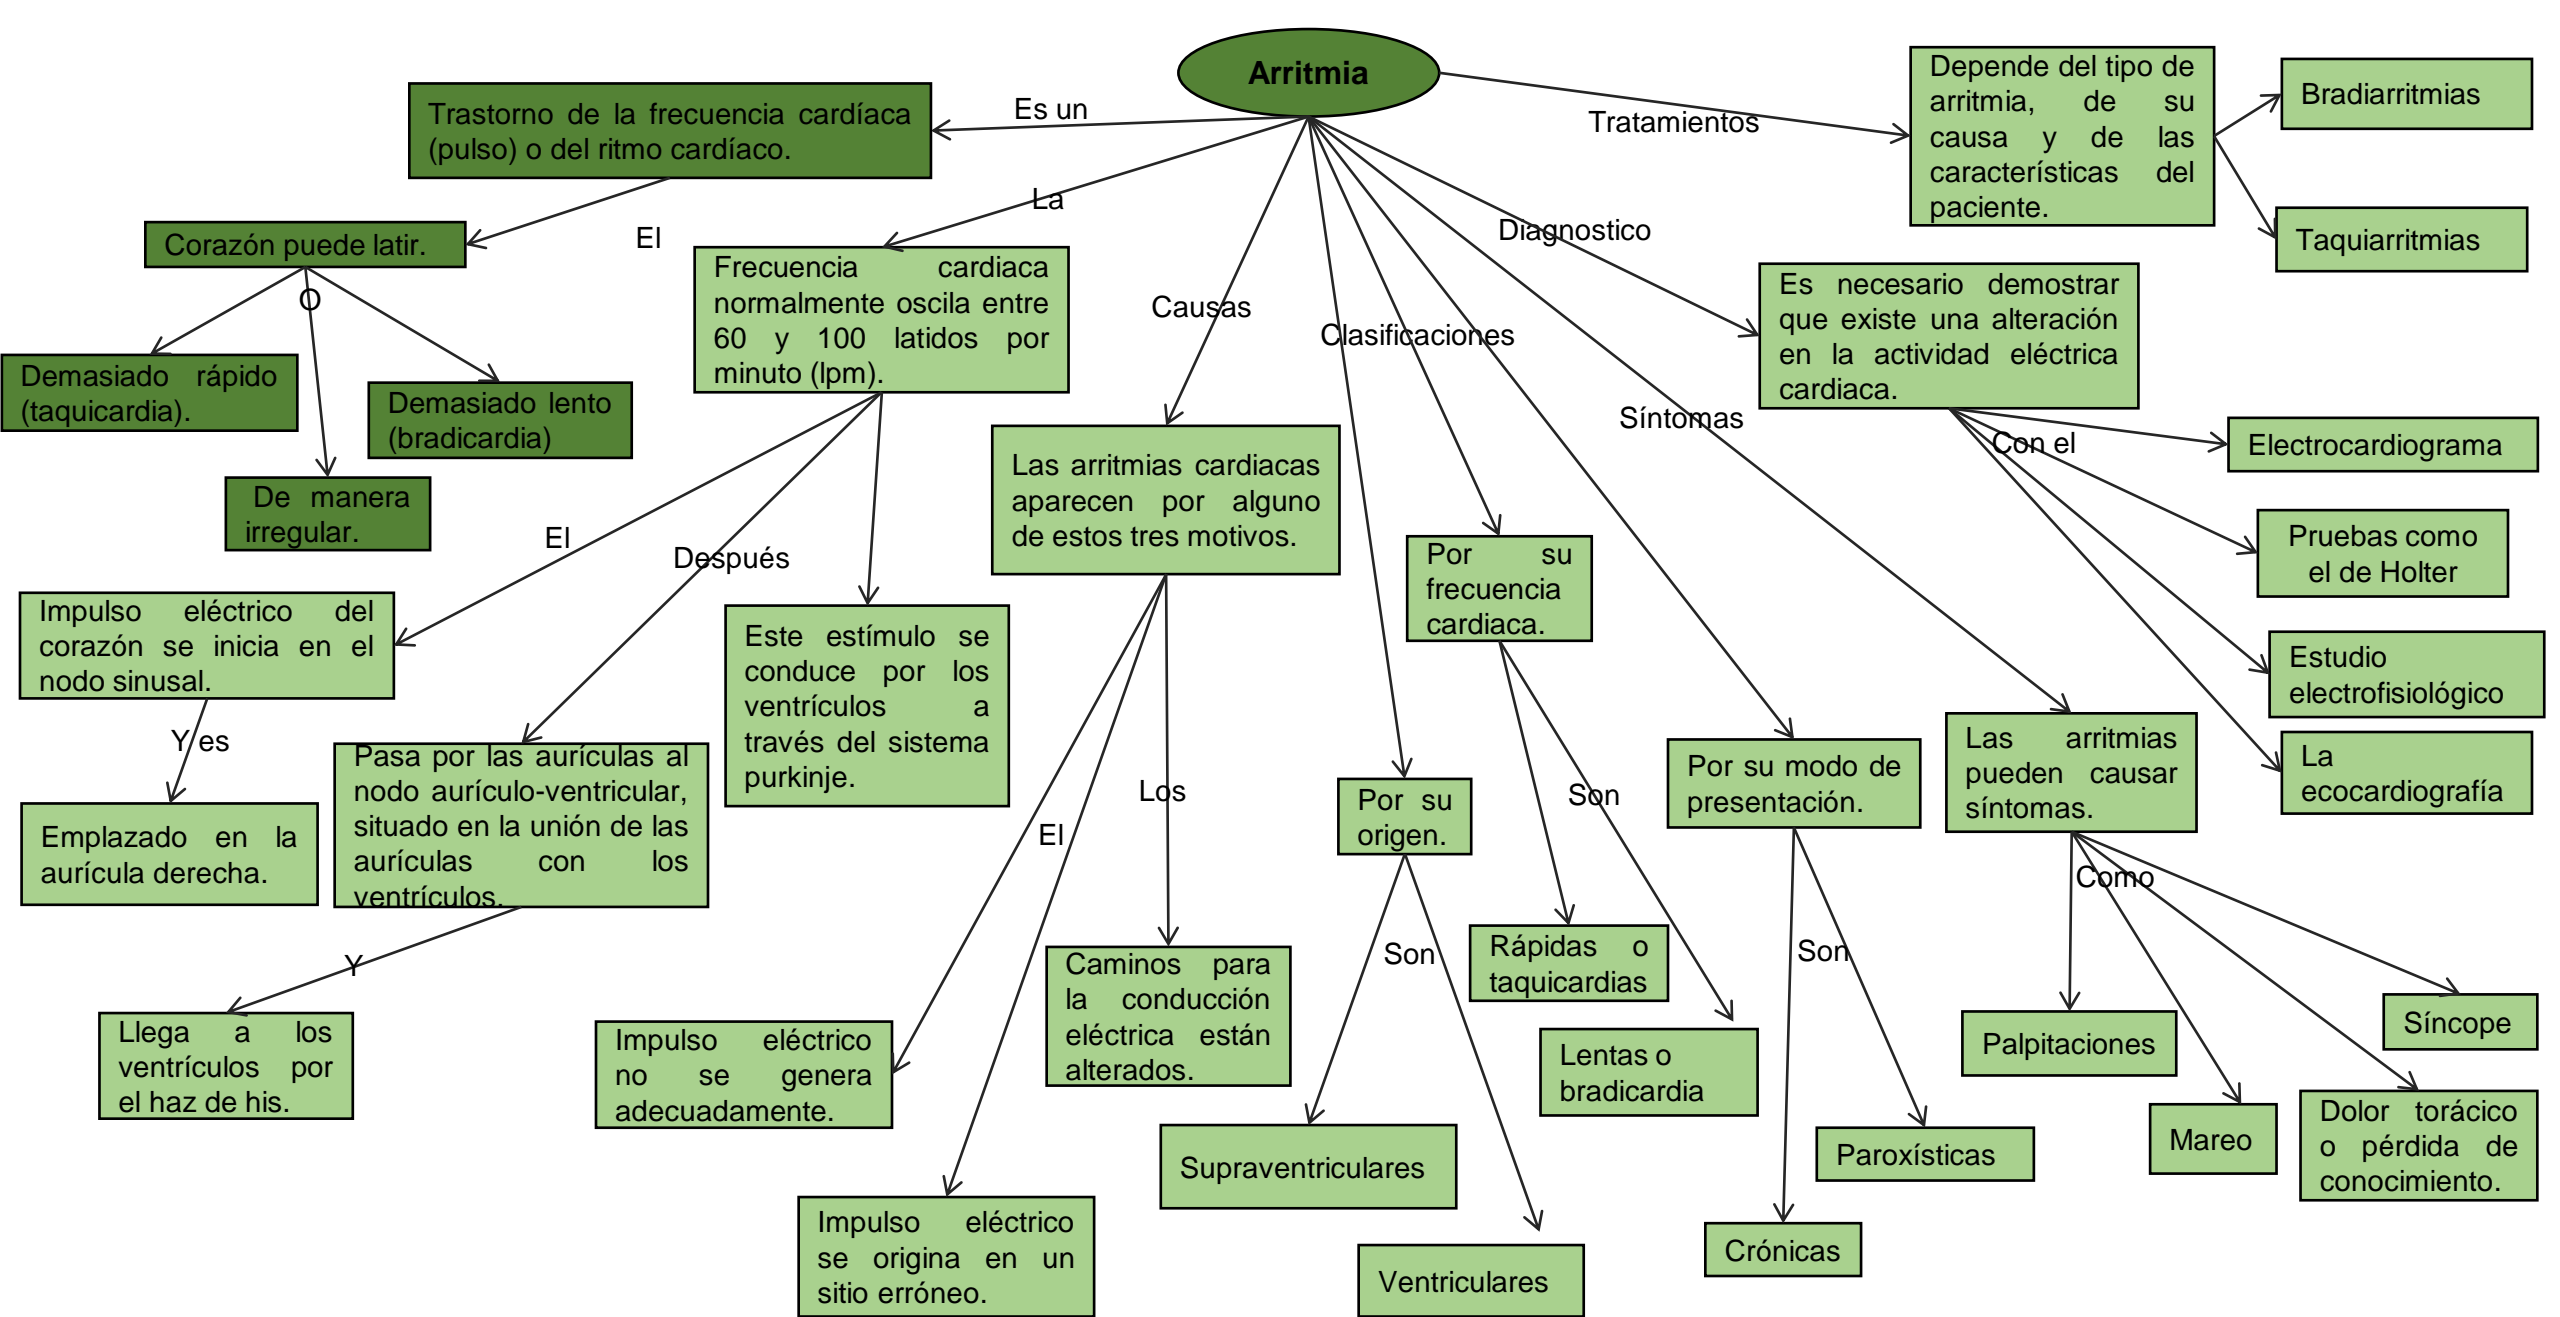 Arritmia
Es un
Trastorno de la frecuencia cardíaca
(pulso) o del ritmo cardíaco.
El
Corazón puede latir.
O
Demasiado rápido
(taquicardia).
De manera
irregular.
Demasiado lento
(bradicardia)
La
Frecuencia cardiaca
normalmente oscila entre
60 y 100 latidos por
minuto (lpm).
El
Impulso eléctrico del
corazón se inicia en el
nodo sinusal.
Y es
Emplazado en la
aurícula derecha.
Después
Pasa por las aurículas al
nodo aurículo-ventricular,
situado en la unión de las
aurículas con los
ventrículos.
Y
Llega a los
ventrículos por
el haz de his.
Este estímulo se
conduce por los
ventrículos a
través del sistema
purkinje.
Causas
Las arritmias cardiacas
aparecen por alguno
de estos tres motivos.
El
Impulso eléctrico
no se genera
adecuadamente.
Impulso eléctrico
se origina en un
sitio erróneo.
Los
Caminos para
la conducción
eléctrica están
alterados.
Clasificaciones
Por su
origen.
Son
Supraventriculares
Ventriculares
Por su
frecuencia
cardiaca.
Son
Rápidas o
taquicardias
Lentas o
bradicardia
Por su modo de
presentación.
Son
Crónicas
Paroxísticas
Síntomas
Las arritmias
pueden causar
síntomas.
Como
Palpitaciones
Mareo
Dolor torácico
o pérdida de
conocimiento.
Síncope
Diagnostico
Es necesario demostrar
que existe una alteración
en la actividad eléctrica
cardiaca.
Con el
Electrocardiograma
Pruebas como
el de Holter
Estudio
electrofisiológico
La
ecocardiografía
Tratamientos
Depende del tipo de
arritmia, de su
causa y de las
características del
paciente.
Bradiarritmias
Taquiarritmias